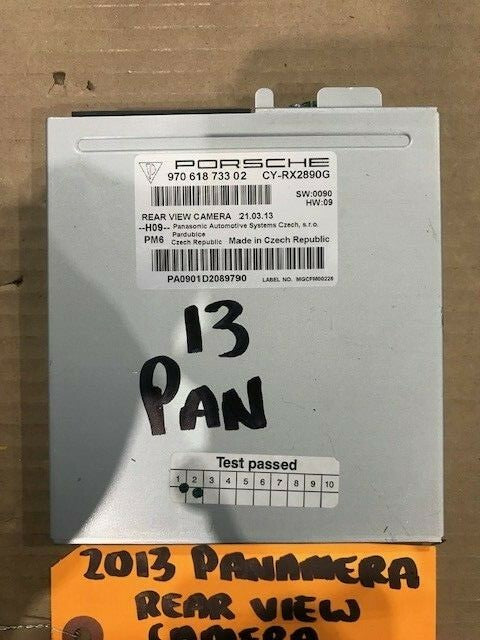 PORSCHE
970 618 733 02 CY-RX2890G
SW:0090
HW:09
REAR VIEW CAMERA 21.03.13
--H09-- Panasonic Automotive Systems Czech, s.r.o.
Pardubice
PM6 Czech Republic Made in Czech Republic
PA0901D2089790 LABEL NO. MGCFM00226
13
PAN
Test passed
1 2 3 4 5 6 7 8 9 10
2013 PANAMERA
REAR VIEW
CAMERA